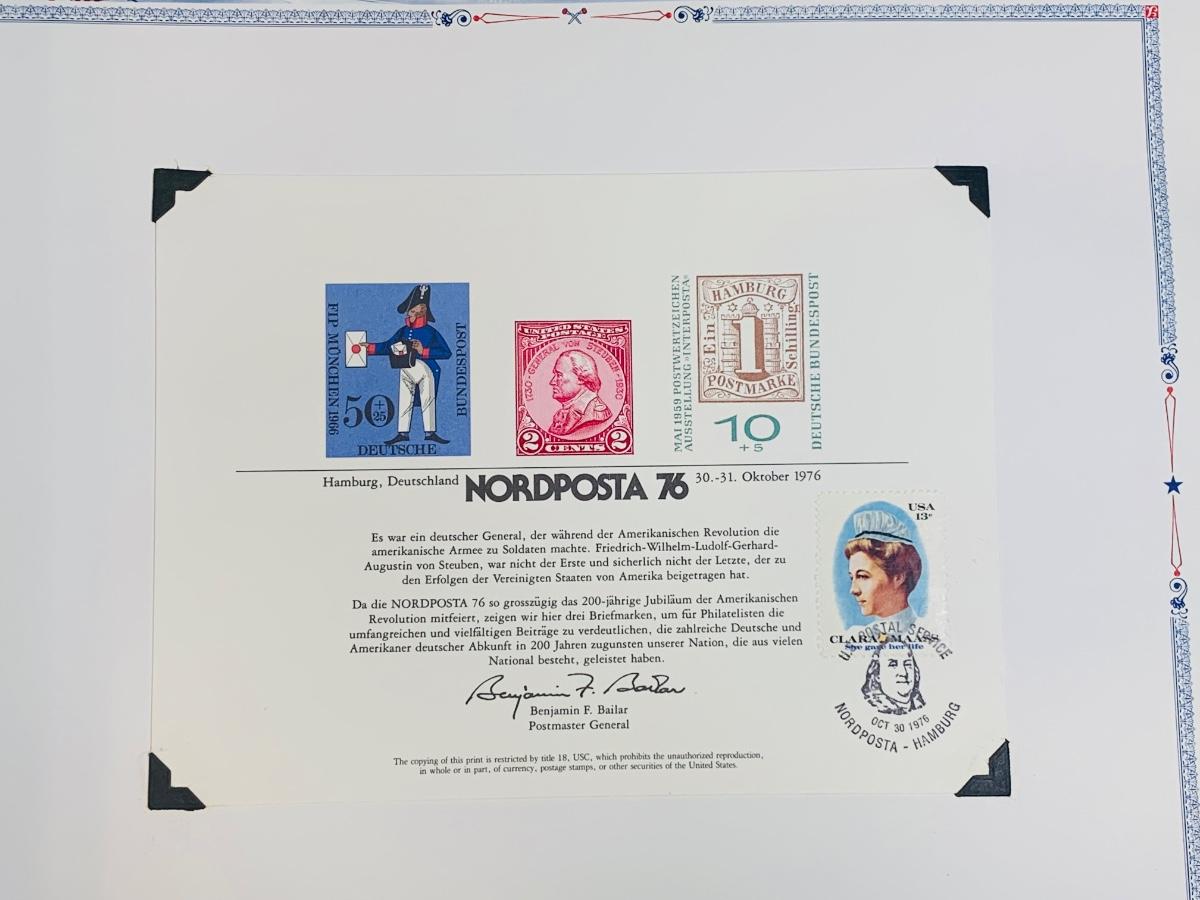 FIP MÜNCHEN 1966
50 + 25
BUNDESPOST
DEUTSCHE
UNITED STATES
POSTAGE
1730 · GENERAL VON STEUBEN · 1930
2 CENTS 2
MAI 1959 POSTWERTZEICHEN
AUSSTELLUNG »INTERPOSTA«
HAMBURG
Ein
1
Schilling
POSTMARKE
10
+ 5
DEUTSCHE BUNDESPOST
Hamburg, Deutschland NORDPOSTA 76 30.-31. Oktober 1976
Es war ein deutscher General, der während der Amerikanischen Revolution die
amerikanische Armee zu Soldaten machte. Friedrich-Wilhelm-Ludolf-Gerhard-
Augustin von Steuben, war nicht der Erste und sicherlich nicht der Letzte, der zu
den Erfolgen der Vereinigten Staaten von Amerika beigetragen hat.
Da die NORDPOSTA 76 so grosszügig das 200-jährige Jubiläum der Amerikanischen
Revolution mitfeiert, zeigen wir hier drei Briefmarken, um für Philatelisten die
umfangreichen und vielfältigen Beiträge zu verdeutlichen, die zahlreiche Deutsche und
Amerikaner deutscher Abkunft in 200 Jahren zugunsten unserer Nation, die aus vielen
National besteht, geleistet haben.
Benjamin F. Bailar
Benjamin F. Bailar
Postmaster General
The copying of this print is restricted by title 18, USC, which prohibits the unauthorized reproduction,
in whole or in part, of currency, postage stamps, or other securities of the United States.
USA
13c
CLARA MAASS
She gave her life
U.S. POSTAL SERVICE
OCT 30 1976
NORDPOSTA - HAMBURG